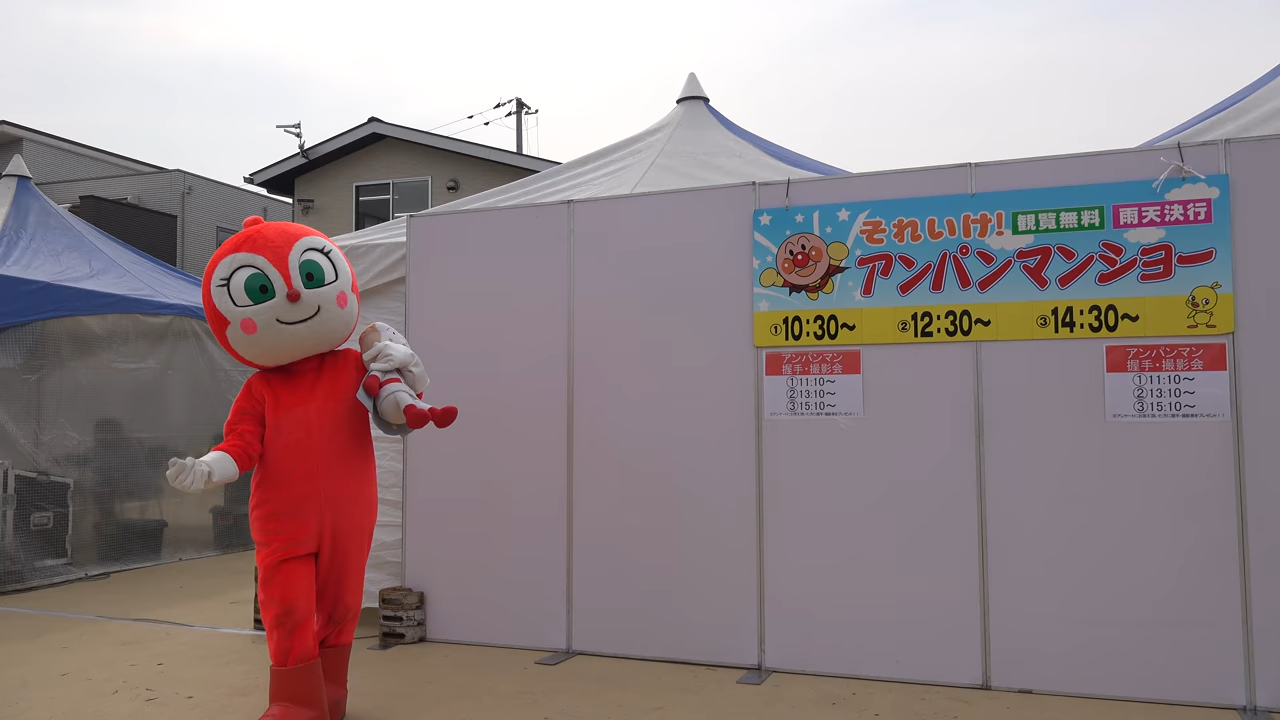 それいけ! 観覧無料 雨天決行
アンパンマンショー
①10:30〜 ②12:30〜 ③14:30〜
アンパンマン
握手・撮影会
①11:10〜
②13:10〜
③15:10〜
アンパンマン
握手・撮影会
①11:10〜
②13:10〜
③15:10〜